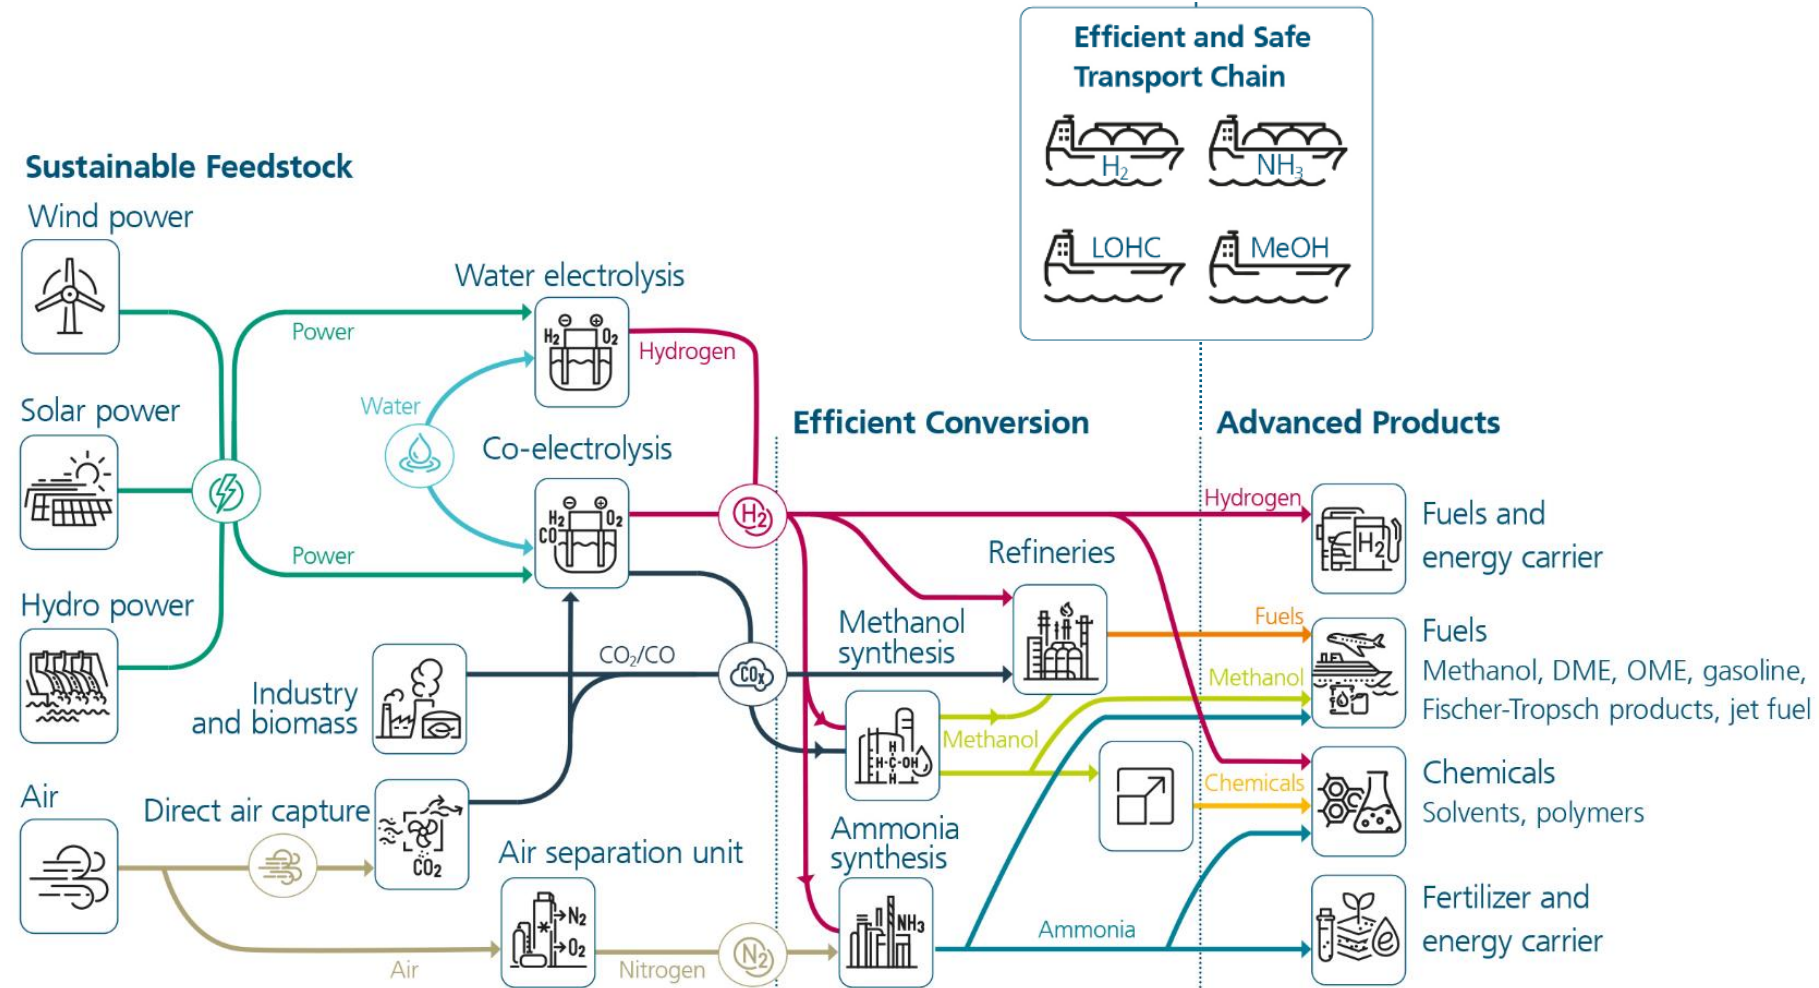 Efficient and Safe
Transport Chain
H₂
NH₃
LOHC
MeOH
Sustainable Feedstock
Wind power
Solar power
Hydro power
Air
Power
Power
Water
Water electrolysis
H₂ O₂
Hydrogen
Co-electrolysis
H₂ O₂
CO
Industry
and biomass
CO₂/CO
Direct air capture
CO₂
Air
Air separation unit
N₂
O₂
Nitrogen
H₂
COₓ
N₂
Efficient Conversion
Refineries
Methanol
synthesis
H
H-C-OH
H
Methanol
Ammonia
synthesis
NH₃
Ammonia
Advanced Products
Hydrogen
H₂
Fuels and
energy carrier
Fuels
Methanol
Fuels
Methanol, DME, OME, gasoline,
Fischer-Tropsch products, jet fuel
Chemicals
Chemicals
Solvents, polymers
Fertilizer and
energy carrier